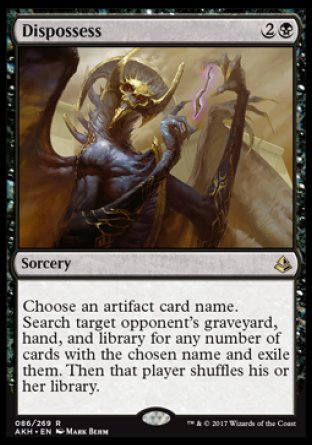 Dispossess 2
Sorcery
Choose an artifact card name.
Search target opponent's graveyard,
hand, and library for any number of
cards with the chosen name and exile
them. Then that player shuffles his or
her library.
086/269 R
AKH • EN MARK BEHM
™ & © 2017 Wizards of the Coast